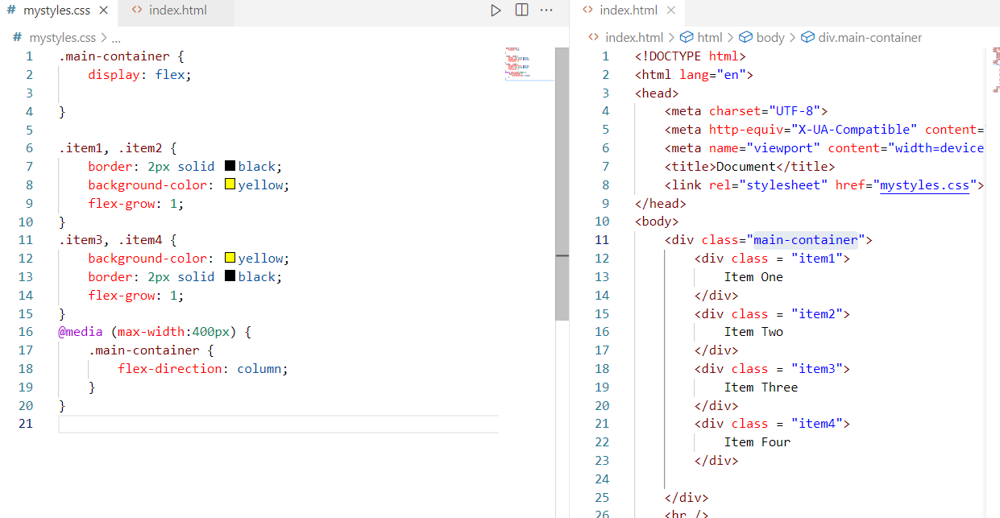 # mystyles.css ×
<> index.html
# mystyles.css > ...
1 .main-container {
2     display: flex;
3
4 }
5
6 .item1, .item2 {
7     border: 2px solid black;
8     background-color: yellow;
9     flex-grow: 1;
10 }
11 .item3, .item4 {
12     background-color: yellow;
13     border: 2px solid black;
14     flex-grow: 1;
15 }
16 @media (max-width:400px) {
17     .main-container {
18         flex-direction: column;
19     }
20 }
21
<> index.html ×
<> index.html > html > body > div.main-container
1 <!DOCTYPE html>
2 <html lang="en">
3 <head>
4     <meta charset="UTF-8">
5     <meta http-equiv="X-UA-Compatible" content=
6     <meta name="viewport" content="width=device
7     <title>Document</title>
8     <link rel="stylesheet" href="mystyles.css">
9 </head>
10 <body>
11     <div class="main-container">
12         <div class = "item1">
13             Item One
14         </div>
15         <div class = "item2">
16             Item Two
17         </div>
18         <div class = "item3">
19             Item Three
20         </div>
21         <div class = "item4">
22             Item Four
23         </div>
24
25     </div>
26     <hr />